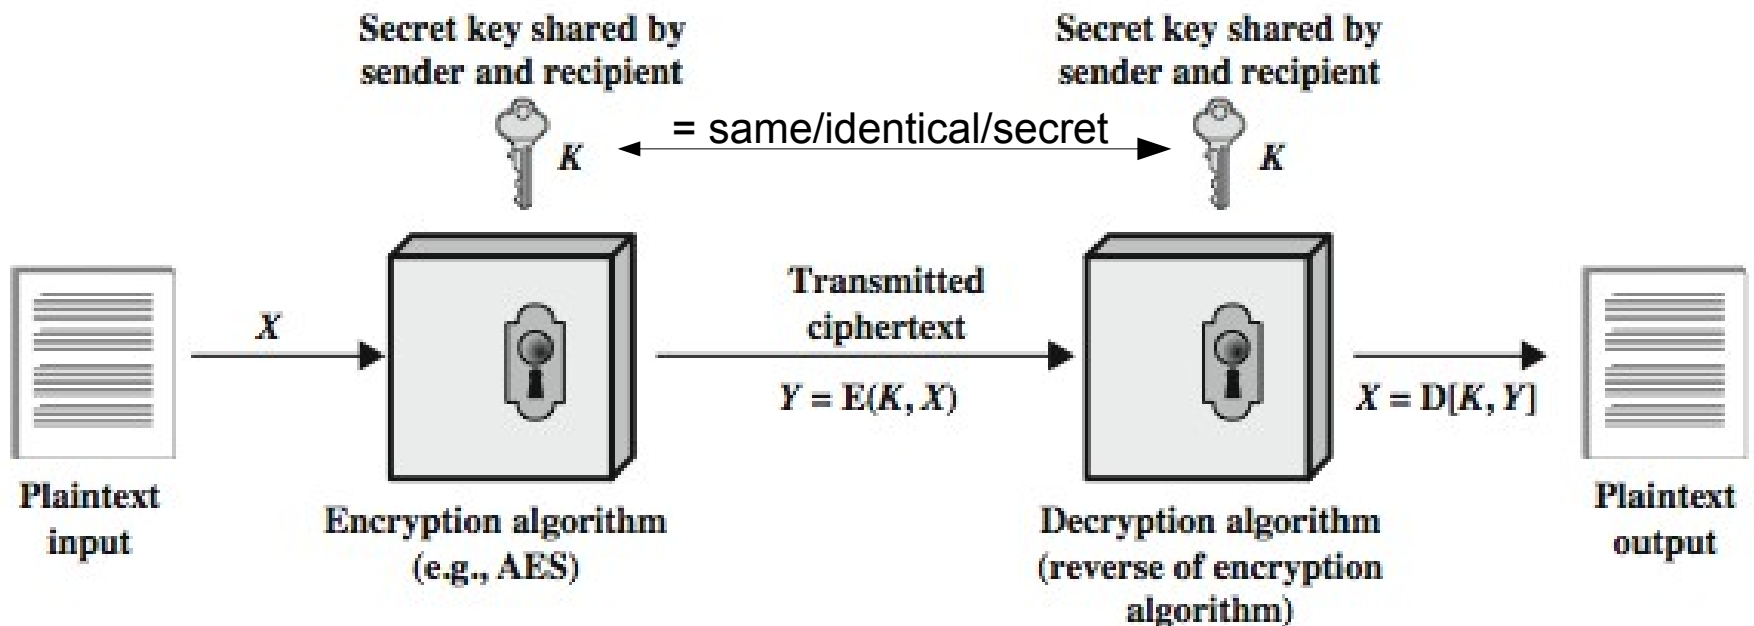 Secret key shared by
sender and recipient
Secret key shared by
sender and recipient
= same/identical/secret
K
K
X
Transmitted
ciphertext
Y = E(K, X)
X = D[K, Y]
Plaintext
input
Encryption algorithm
(e.g., AES)
Decryption algorithm
(reverse of encryption
algorithm)
Plaintext
output